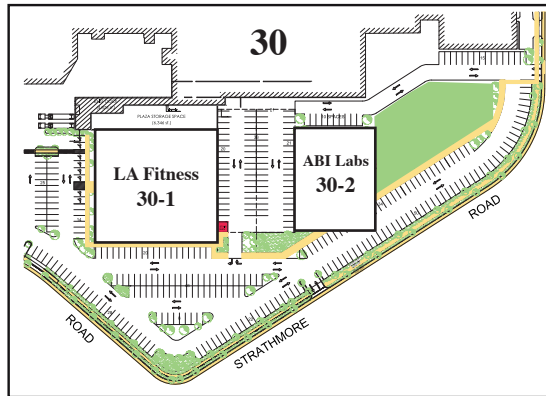 30
PLAZA STORAGE SPACE
LA Fitness
30-1
ABI Labs
30-2
ROAD
ROAD
STRATHMORE